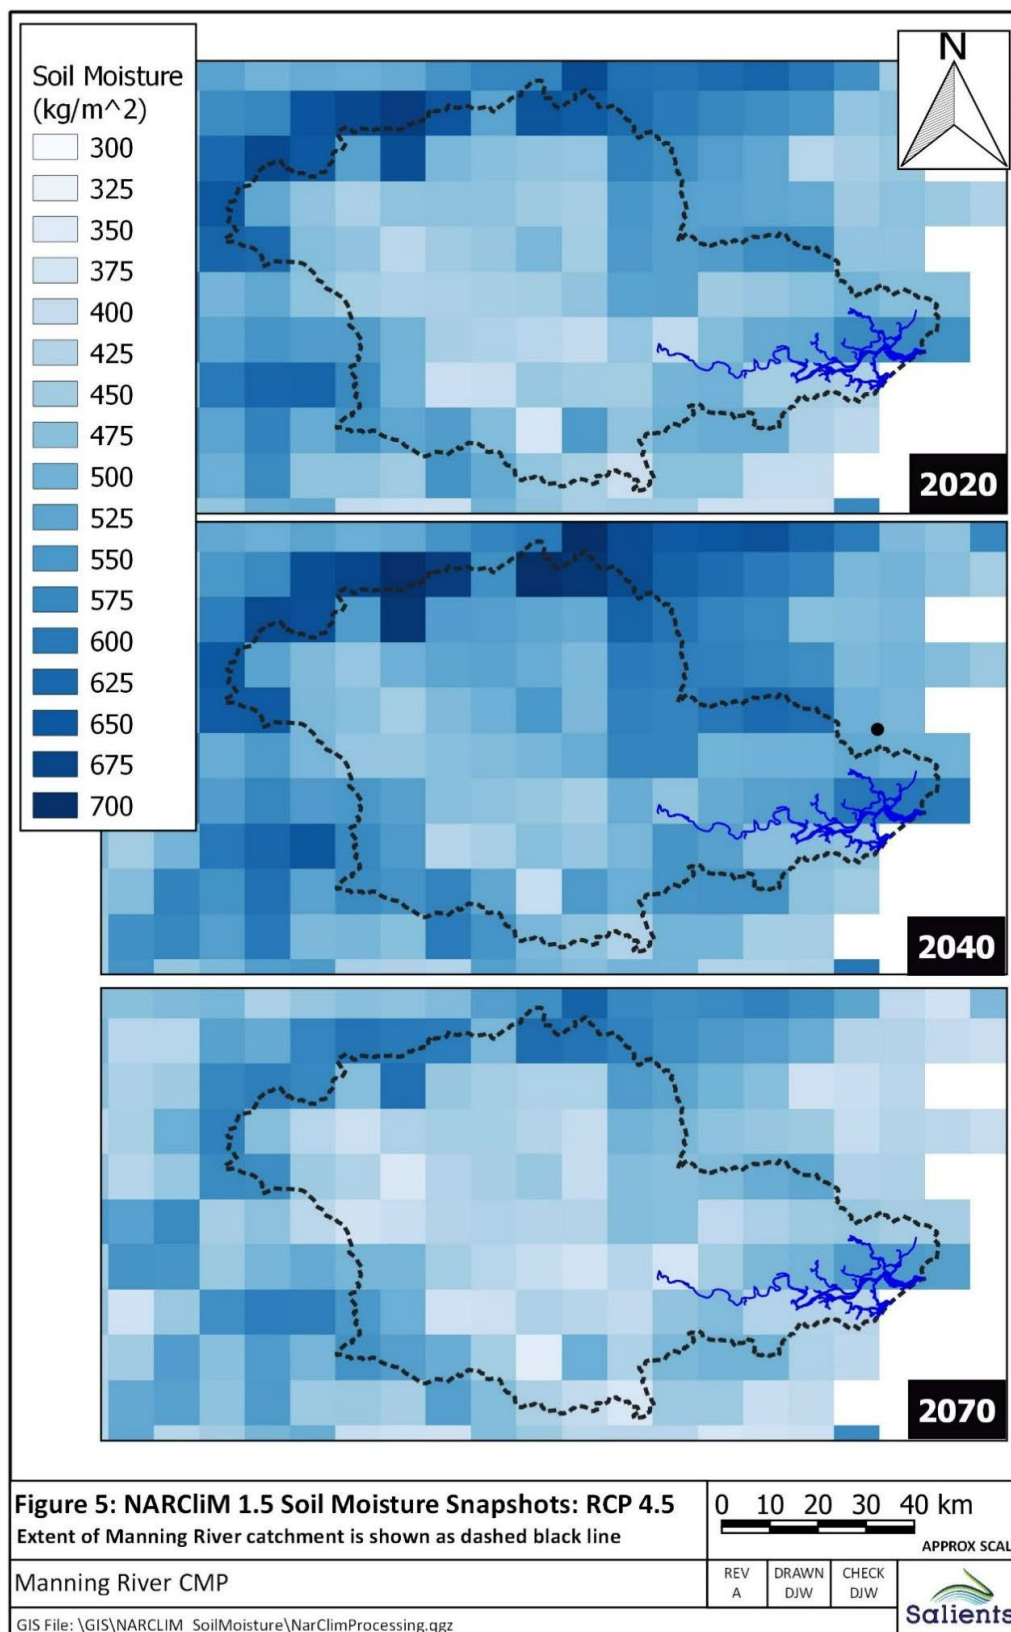 Soil Moisture
(kg/m^2)
300
325
350
375
400
425
450
475
500
525
550
575
600
625
650
675
700
N
2020
2040
2070
Figure 5: NARCliM 1.5 Soil Moisture Snapshots: RCP 4.5
Extent of Manning River catchment is shown as dashed black line
0 10 20 30 40 km
APPROX SCAL
Manning River CMP
REV
A
DRAWN
DJW
CHECK
DJW
Salients
GIS File: \GIS\NARCLIM_SoilMoisture\NarClimProcessing.qgz